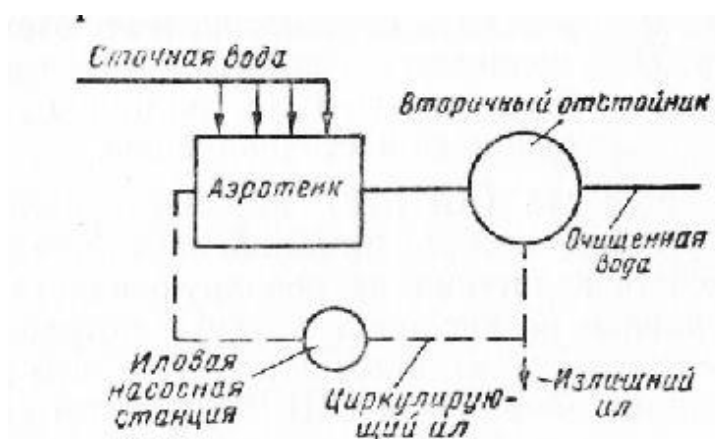 Сточная вода
Вторичный отстойник
Аэротенк
Очищенная
вода
Иловая
насосная
станция
Циркулирую-
щий ил
Излишний
ил